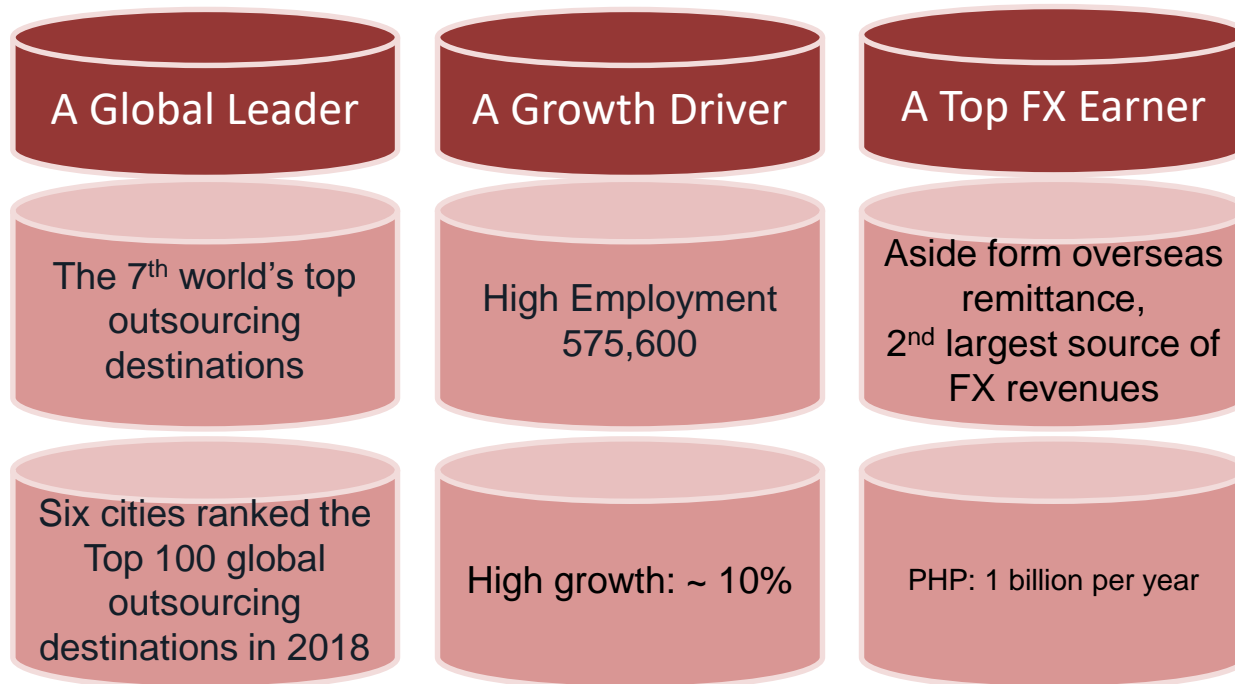 A Global Leader
The 7th world’s top
outsourcing
destinations
Six cities ranked the
Top 100 global
outsourcing
destinations in 2018
A Growth Driver
High Employment
575,600
High growth: ~ 10%
A Top FX Earner
Aside form overseas
remittance,
2nd largest source of
FX revenues
PHP: 1 billion per year